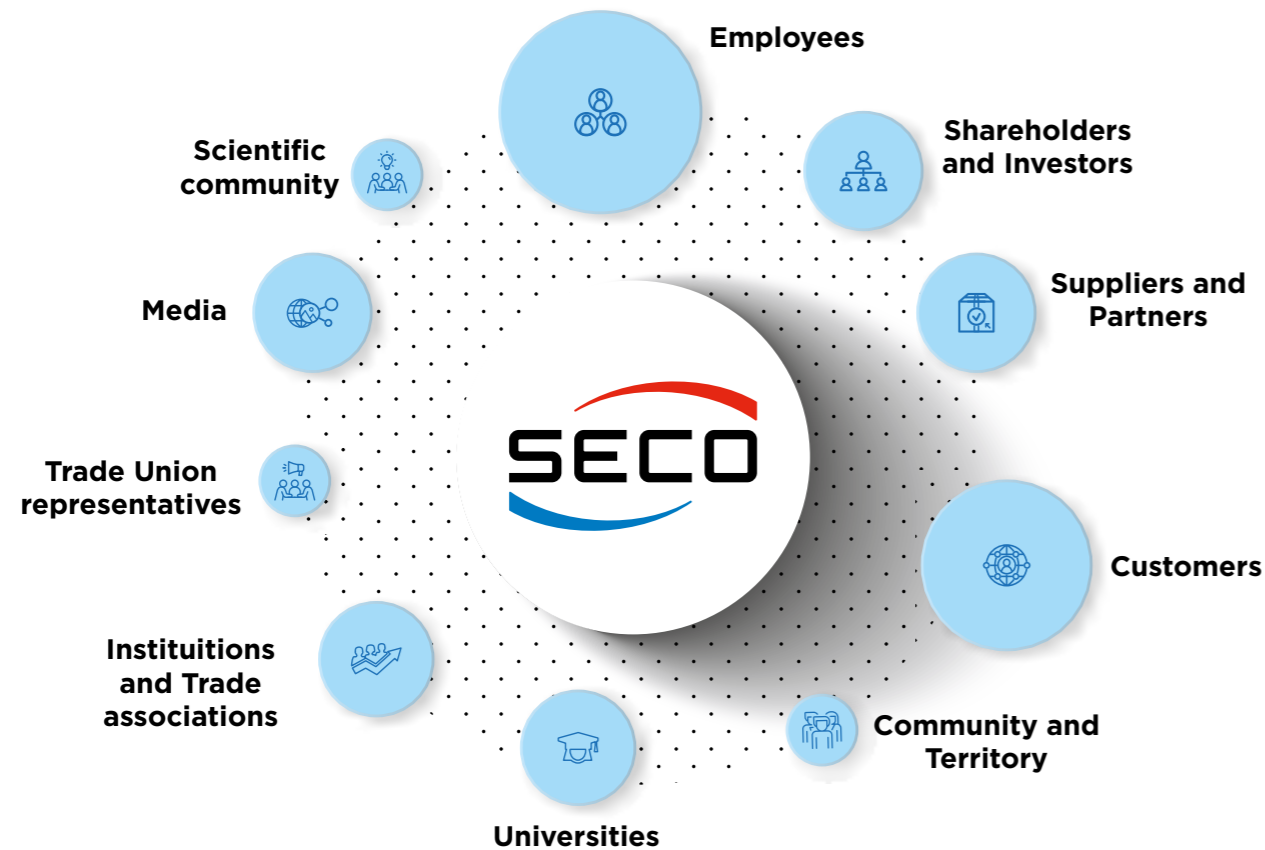 Employees
Shareholders
and Investors
Suppliers and
Partners
Customers
Community and
Territory
Universities
Instituitions
and Trade
associations
Trade Union
representatives
Media
Scientific
community
SECO